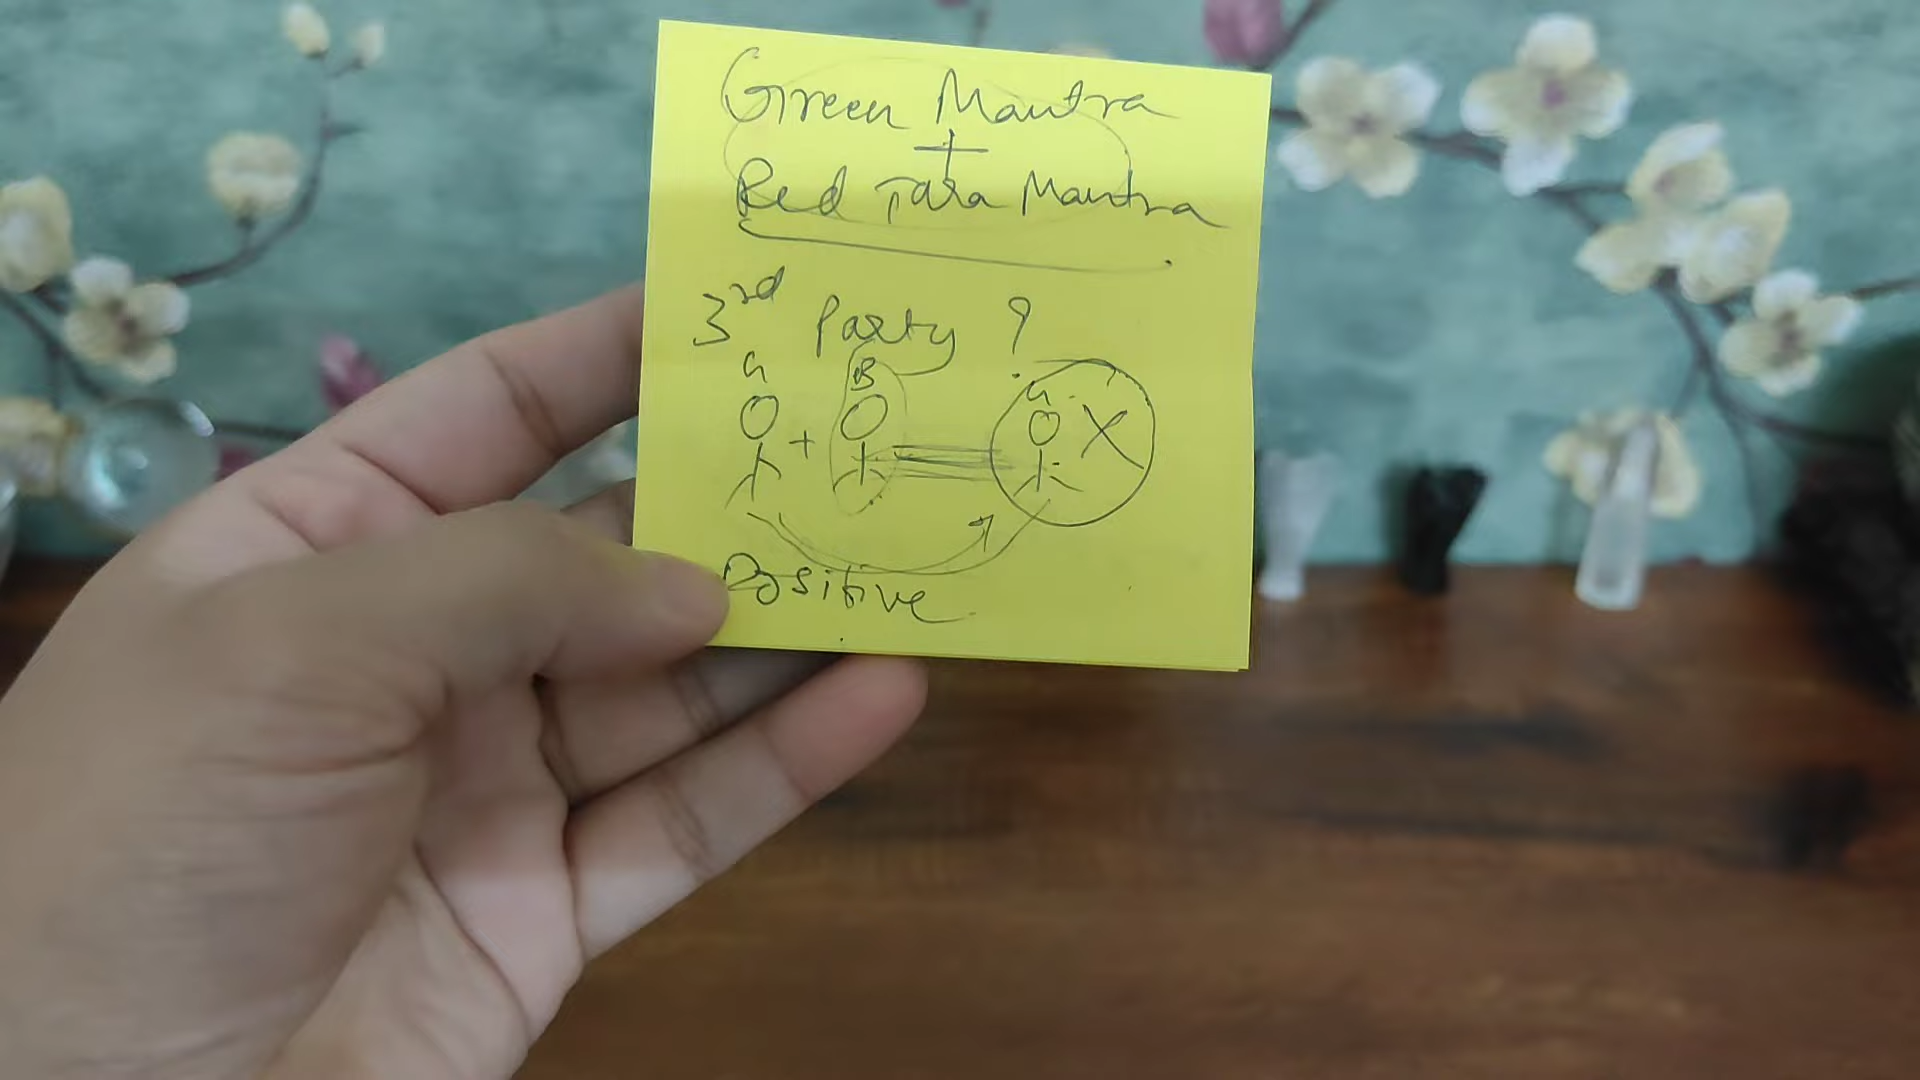 Green Mantra
+
Red Tara Mantra
3rd Party ?
G B G
+ X
Positive